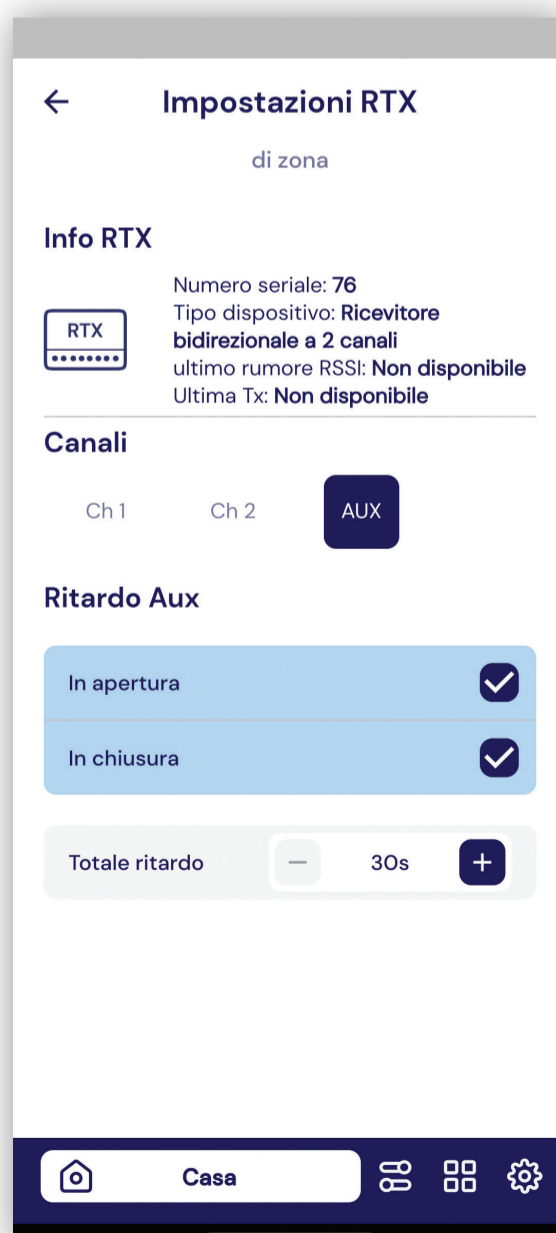 Impostazioni RTX
di zona
Info RTX
RTX
Numero seriale: 76
Tipo dispositivo: Ricevitore
bidirezionale a 2 canali
ultimo rumore RSSI: Non disponibile
Ultima Tx: Non disponibile
Canali
Ch 1 Ch 2 AUX
Ritardo Aux
In apertura
In chiusura
Totale ritardo − 30s +
Casa